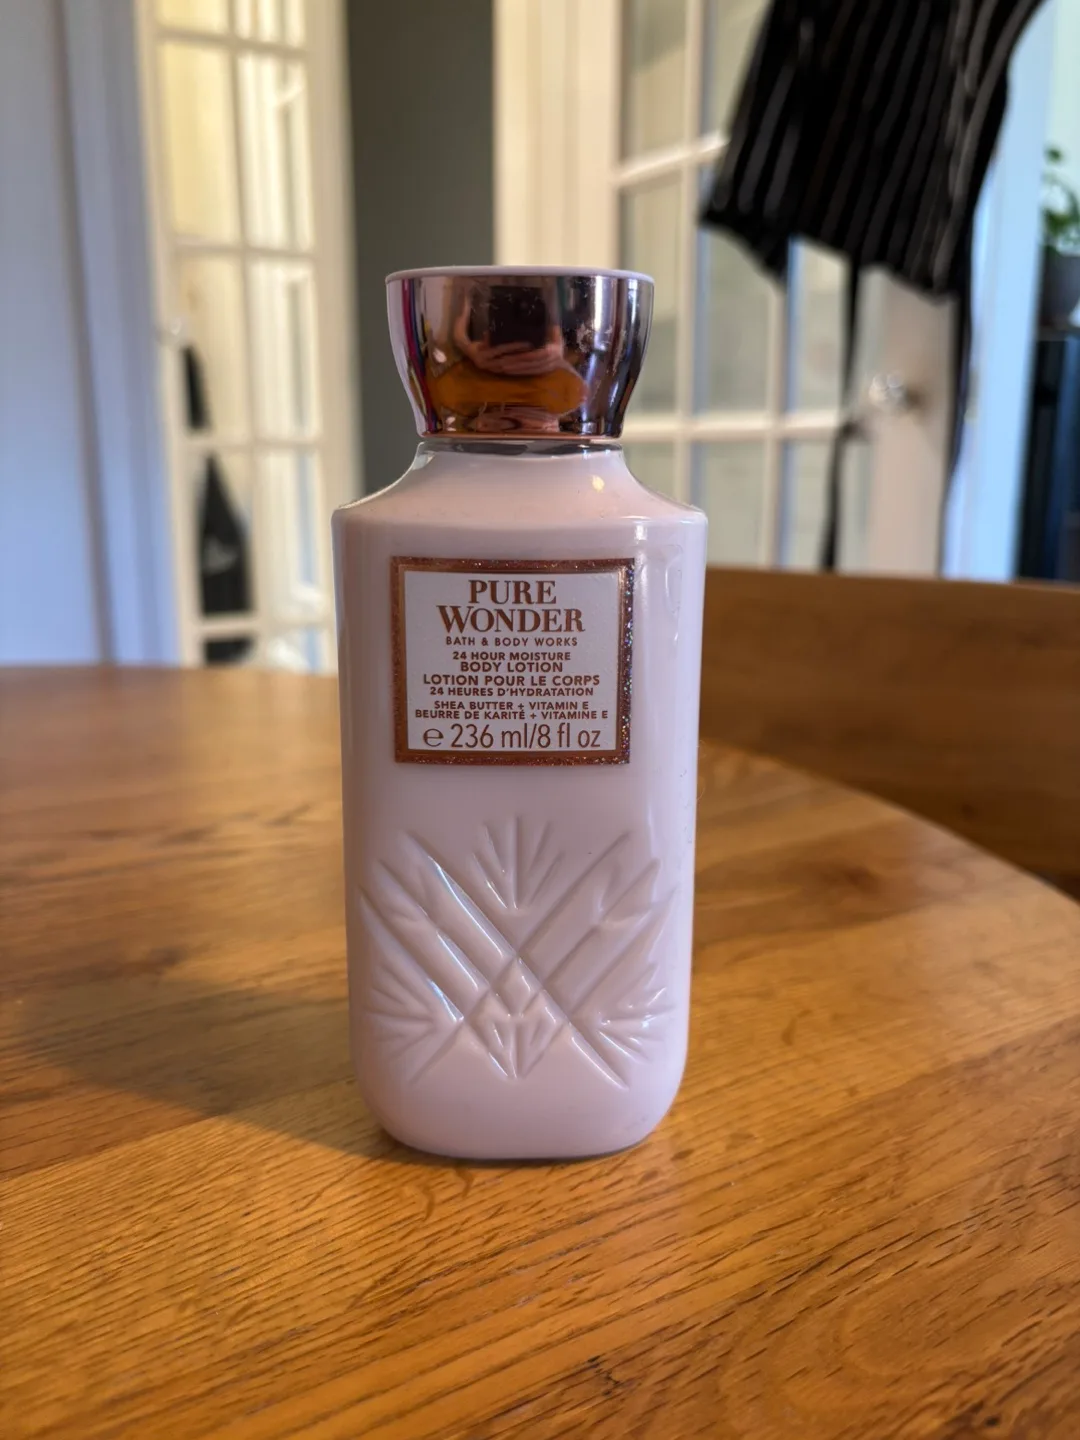 PURE
WONDER
BATH & BODY WORKS
24 HOUR MOISTURE
BODY LOTION
LOTION POUR LE CORPS
24 HEURES D'HYDRATATION
SHEA BUTTER + VITAMIN E
BEURRE DE KARITÉ + VITAMINE E
℮ 236 ml/8 fl oz